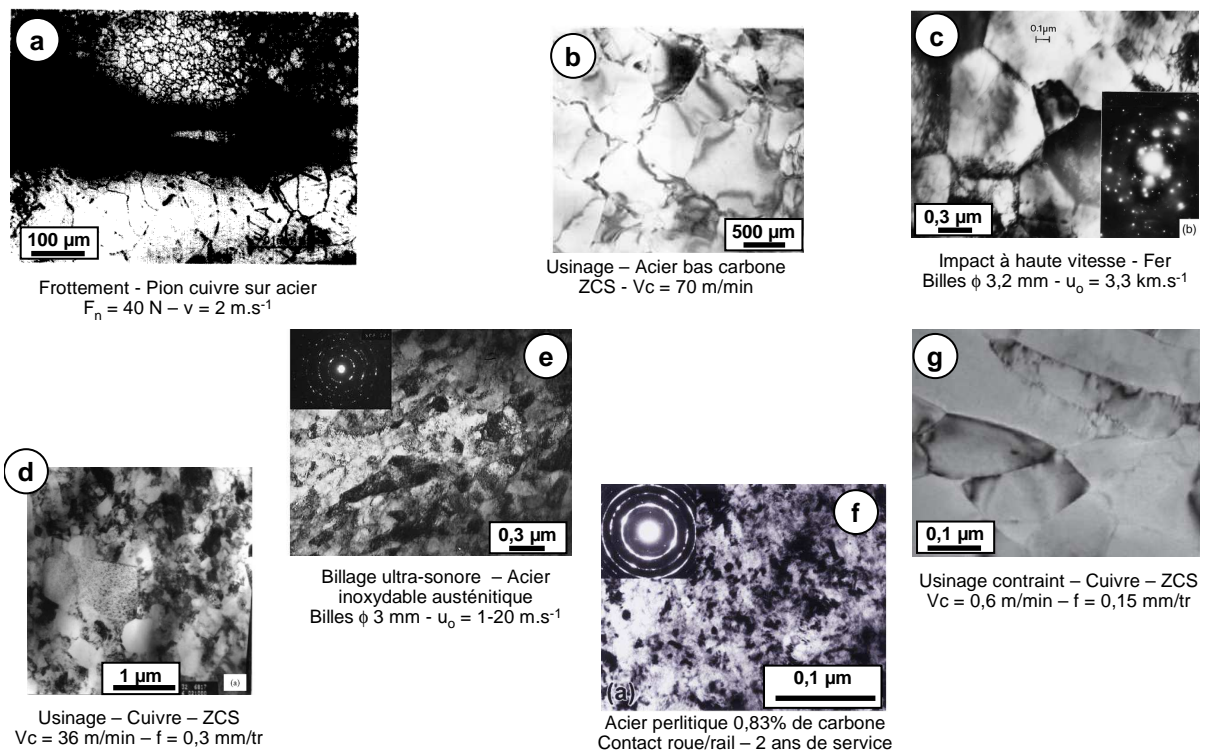 a
100 µm
Frottement - Pion cuivre sur acier
Fₙ = 40 N – v = 2 m.s⁻¹
b
500 µm
Usinage – Acier bas carbone
ZCS - Vc = 70 m/min
c
0.1µm
0,3 µm
(b)
Impact à haute vitesse - Fer
Billes ϕ 3,2 mm - uₒ = 3,3 km.s⁻¹
d
1 µm
(a)
Usinage – Cuivre – ZCS
Vc = 36 m/min – f = 0,3 mm/tr
e
0,3 µm
Billage ultra-sonore – Acier
inoxydable austénitique
Billes ϕ 3 mm - uₒ = 1-20 m.s⁻¹
f
(a)
0,1 µm
Acier perlitique 0,83% de carbone
Contact roue/rail – 2 ans de service
g
0,1 µm
Usinage contraint – Cuivre – ZCS
Vc = 0,6 m/min – f = 0,15 mm/tr